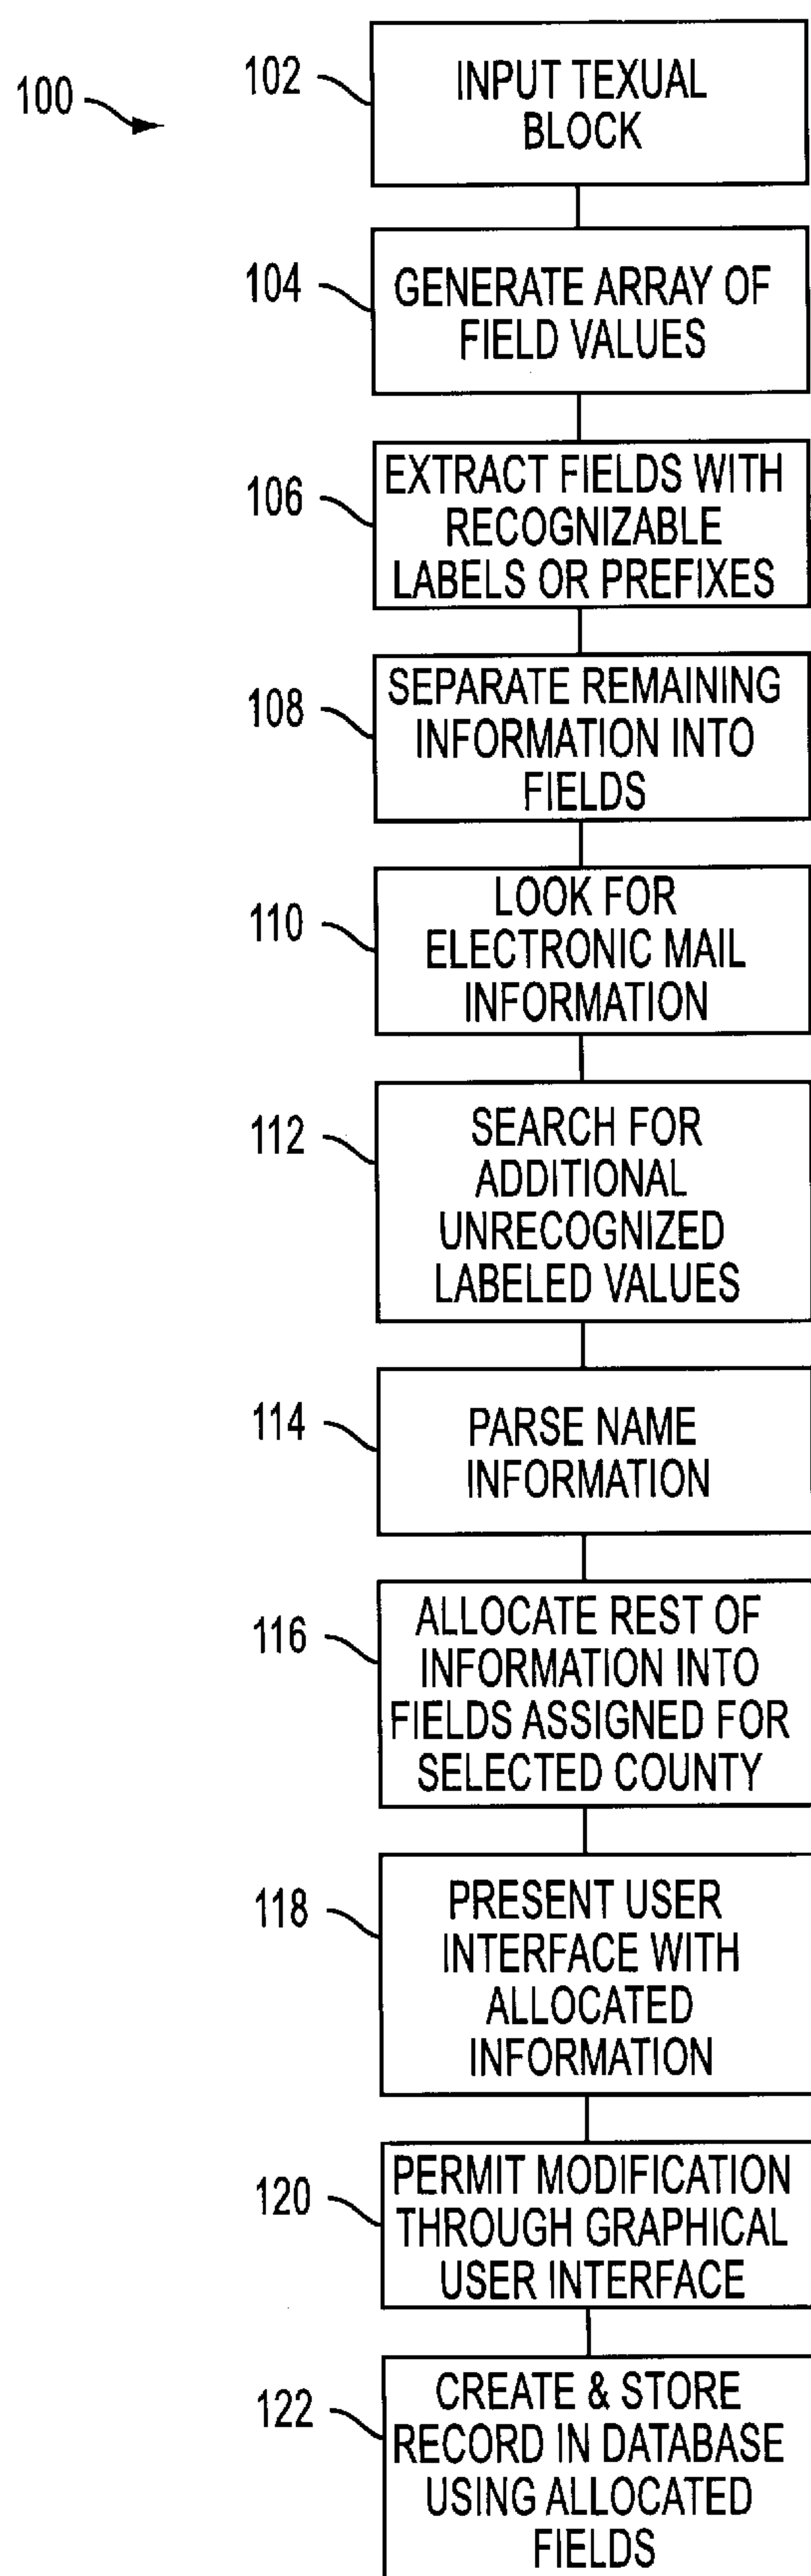 100
102
INPUT TEXUAL
BLOCK
104
GENERATE ARRAY OF
FIELD VALUES
106
EXTRACT FIELDS WITH
RECOGNIZABLE
LABELS OR PREFIXES
108
SEPARATE REMAINING
INFORMATION INTO
FIELDS
110
LOOK FOR
ELECTRONIC MAIL
INFORMATION
112
SEARCH FOR
ADDITIONAL
UNRECOGNIZED
LABELED VALUES
114
PARSE NAME
INFORMATION
116
ALLOCATE REST OF
INFORMATION INTO
FIELDS ASSIGNED FOR
SELECTED COUNTY
118
PRESENT USER
INTERFACE WITH
ALLOCATED
INFORMATION
120
PERMIT MODIFICATION
THROUGH GRAPHICAL
USER INTERFACE
122
CREATE & STORE
RECORD IN DATABASE
USING ALLOCATED
FIELDS